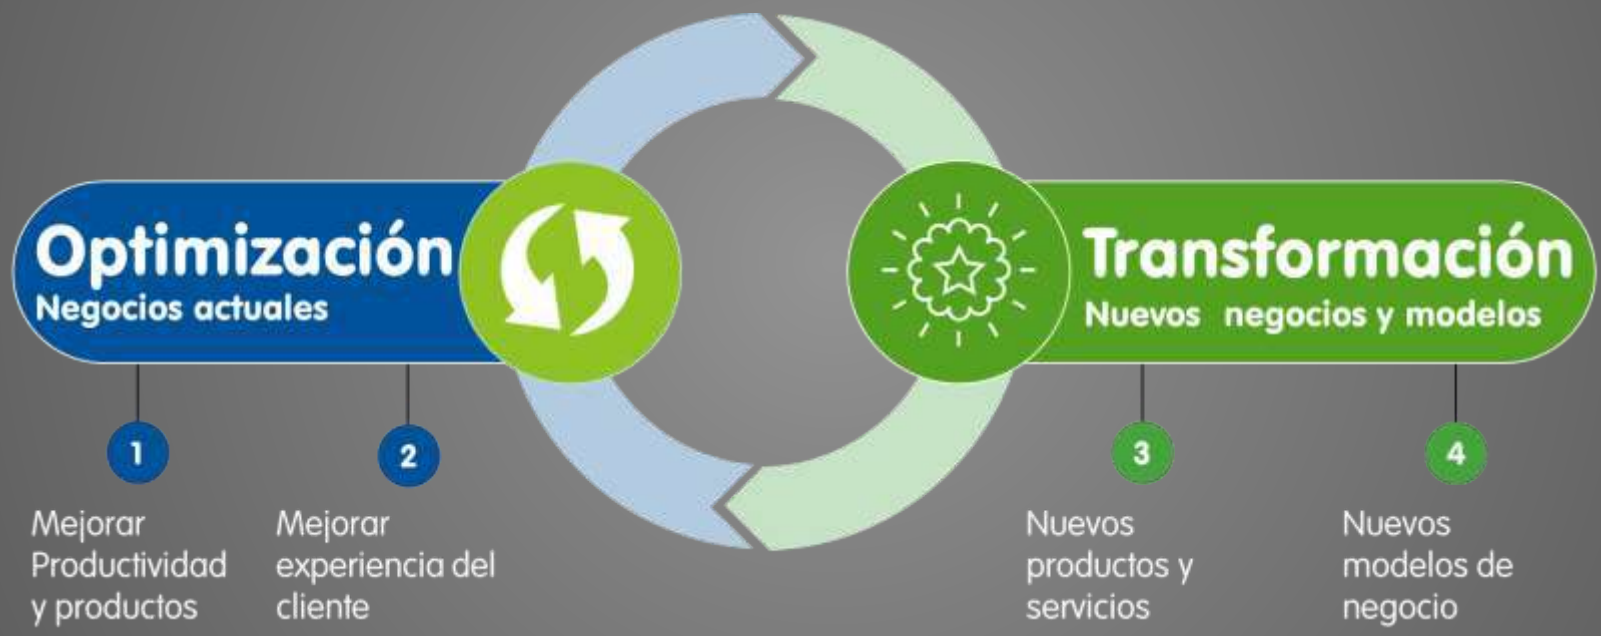 Optimización
Negocios actuales
Transformación
Nuevos negocios y modelos
1
Mejorar
Productividad
y productos
2
Mejorar
experiencia del
cliente
3
Nuevos
productos y
servicios
4
Nuevos
modelos de
negocio